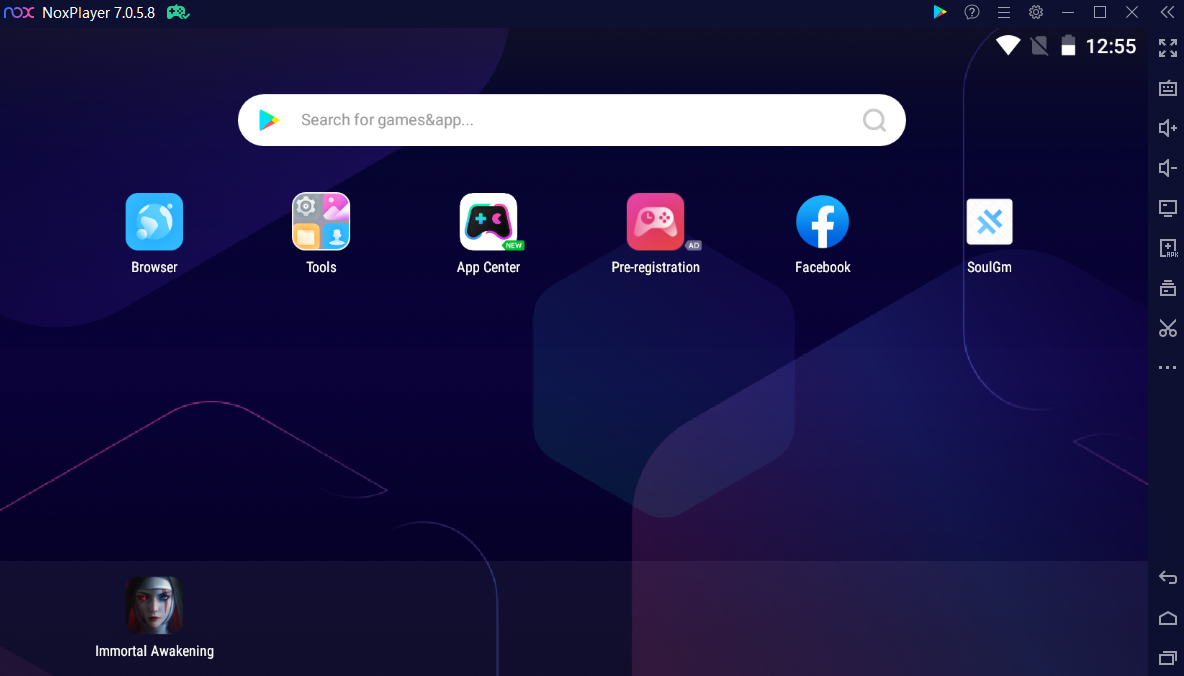 nox NoxPlayer 7.0.5.8
12:55
Search for games&app...
NEW
AD
Browser
Tools
App Center
Pre-registration
Facebook
SoulGm
APK
Immortal Awakening